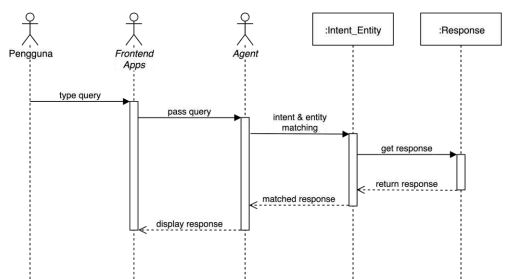 :Intent_Entity
:Response
Pengguna
Frontend
Apps
Agent
type query
pass query
intent & entity
matching
get response
return response
matched response
display response